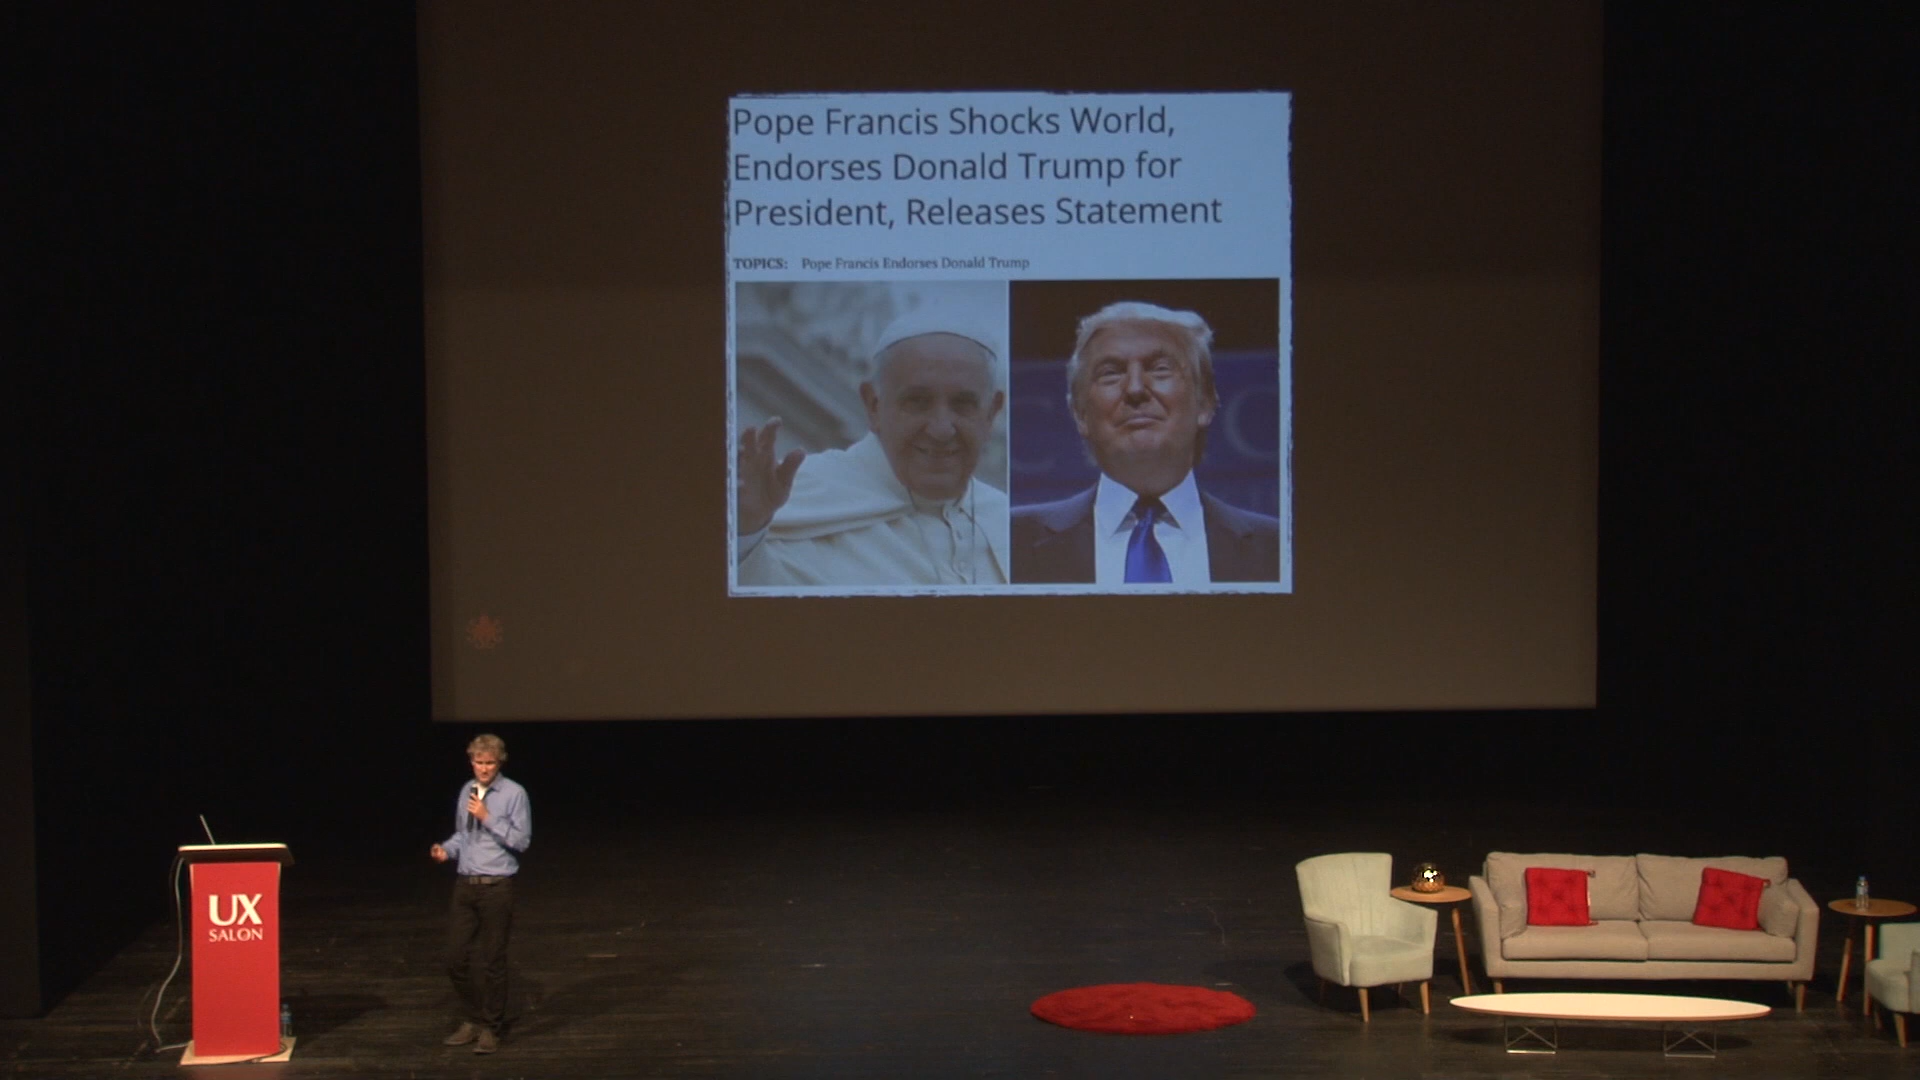 Pope Francis Shocks World,
Endorses Donald Trump for
President, Releases Statement
TOPICS: Pope Francis Endorses Donald Trump
UX
SALON